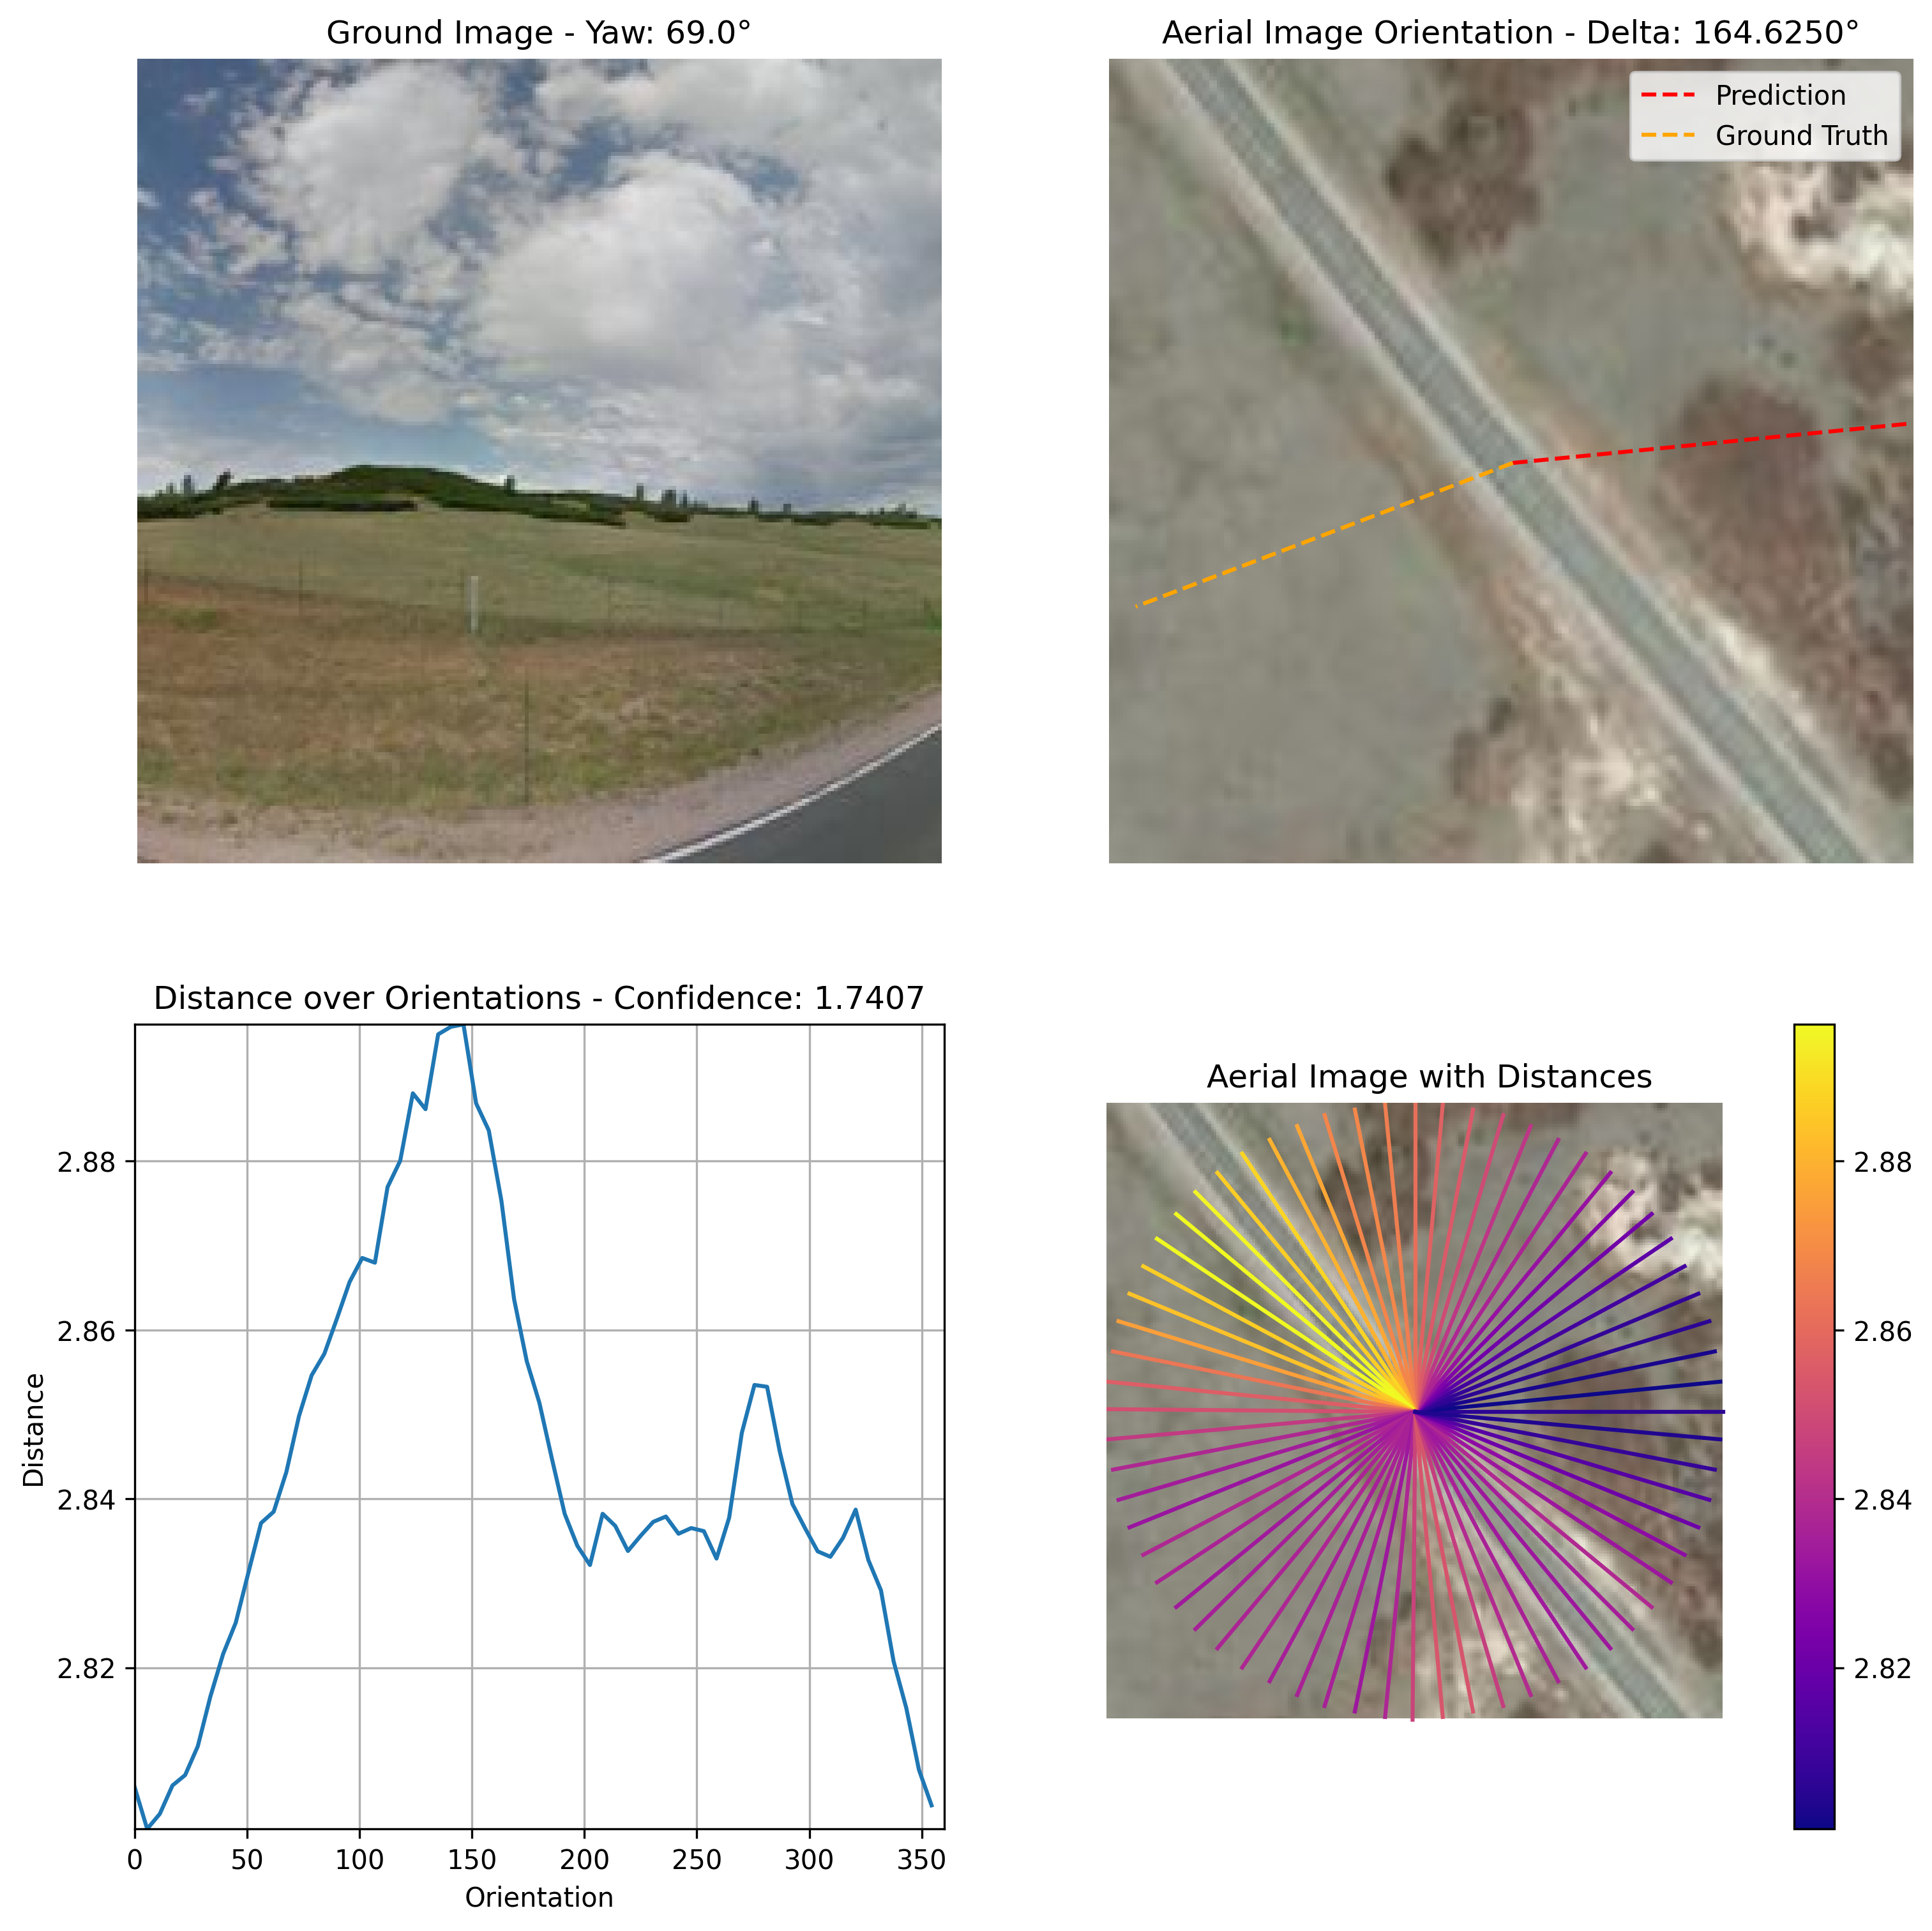 Ground Image - Yaw: 69.0°
Aerial Image Orientation - Delta: 164.6250°
Prediction
Ground Truth
Distance over Orientations - Confidence: 1.7407
Distance
2.88
2.86
2.84
2.82
0 50 100 150 200 250 300 350
Orientation
Aerial Image with Distances
2.88
2.86
2.84
2.82